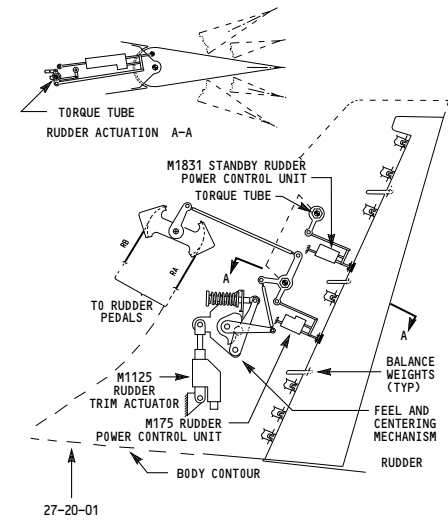 TORQUE TUBE
RUDDER ACTUATION A-A
M1831 STANDBY RUDDER
POWER CONTROL UNIT
TORQUE TUBE
RB
RA
A
A
TO RUDDER
PEDALS
M1125
RUDDER
TRIM ACTUATOR
M175 RUDDER
POWER CONTROL UNIT
BALANCE
WEIGHTS
(TYP)
FEEL AND
CENTERING
MECHANISM
RUDDER
BODY CONTOUR
27-20-01